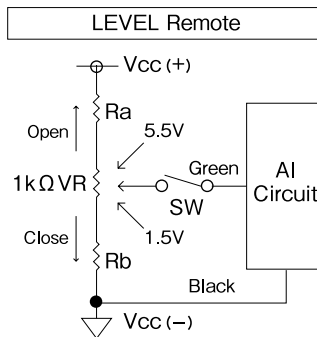 LEVEL Remote
Vcc (+)
Ra
Open
5.5V
Green
AI
Circuit
1kΩVR
SW
Close
1.5V
Rb
Black
Vcc (−)